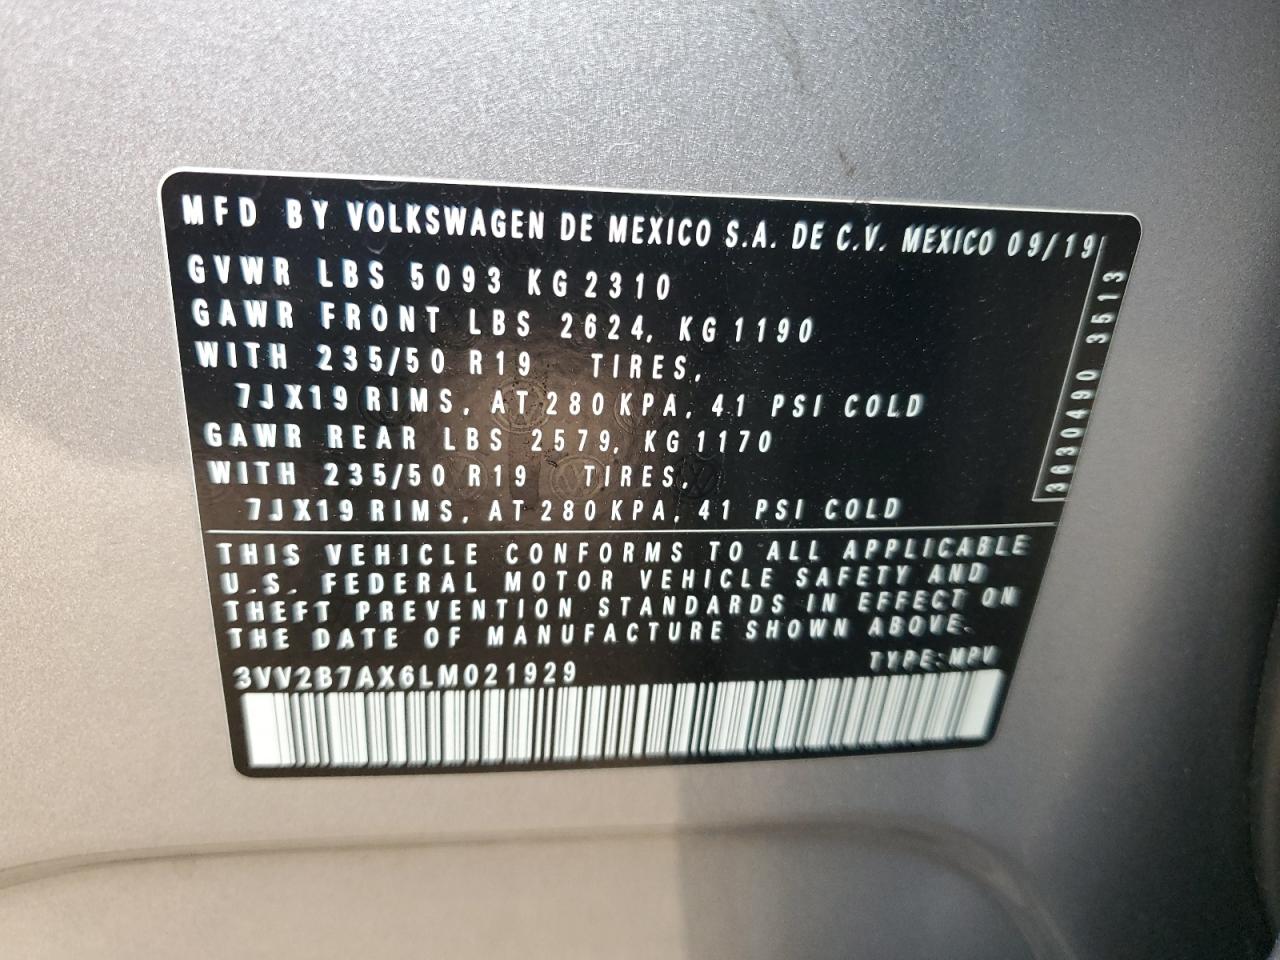 MFD BY VOLKSWAGEN DE MEXICO S.A. DE C.V. MEXICO 09/19
GVWR LBS 5093 KG 2310
GAWR FRONT LBS 2624, KG 1190
WITH 235/50 R19 TIRES,
7JX19 RIMS, AT 280 KPA, 41 PSI COLD
GAWR REAR LBS 2579, KG 1170
WITH 235/50 R19 TIRES,
7JX19 RIMS, AT 280 KPA, 41 PSI COLD
3630490 3513
THIS VEHICLE CONFORMS TO ALL APPLICABLE
U.S. FEDERAL MOTOR VEHICLE SAFETY AND
THEFT PREVENTION STANDARDS IN EFFECT ON
THE DATE OF MANUFACTURE SHOWN ABOVE.
3VV2B7AX6LM021929 TYPE:MPV